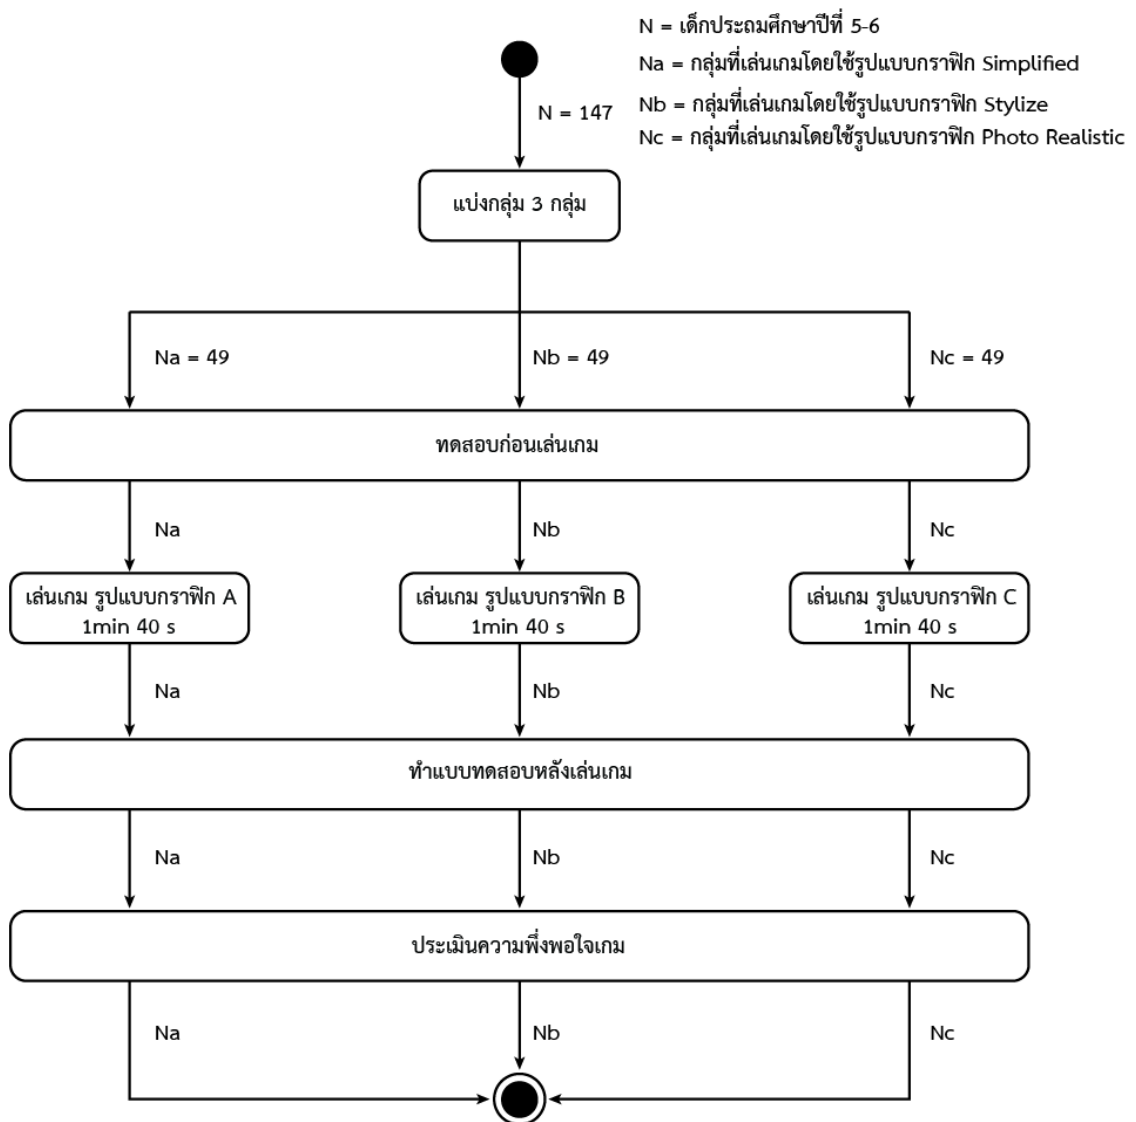 N = เด็กประถมศึกษาปีที่ 5-6
Na = กลุ่มที่เล่นเกมโดยใช้รูปแบบกราฟิก Simplified
Nb = กลุ่มที่เล่นเกมโดยใช้รูปแบบกราฟิก Stylize
Nc = กลุ่มที่เล่นเกมโดยใช้รูปแบบกราฟิก Photo Realistic
N = 147
แบ่งกลุ่ม 3 กลุ่ม
Na = 49
Nb = 49
Nc = 49
ทดสอบก่อนเล่นเกม
Na
Nb
Nc
เล่นเกม รูปแบบกราฟิก A
1min 40 s
เล่นเกม รูปแบบกราฟิก B
1min 40 s
เล่นเกม รูปแบบกราฟิก C
1min 40 s
Na
Nb
Nc
ทำแบบทดสอบหลังเล่นเกม
Na
Nb
Nc
ประเมินความพึ่งพอใจเกม
Na
Nb
Nc